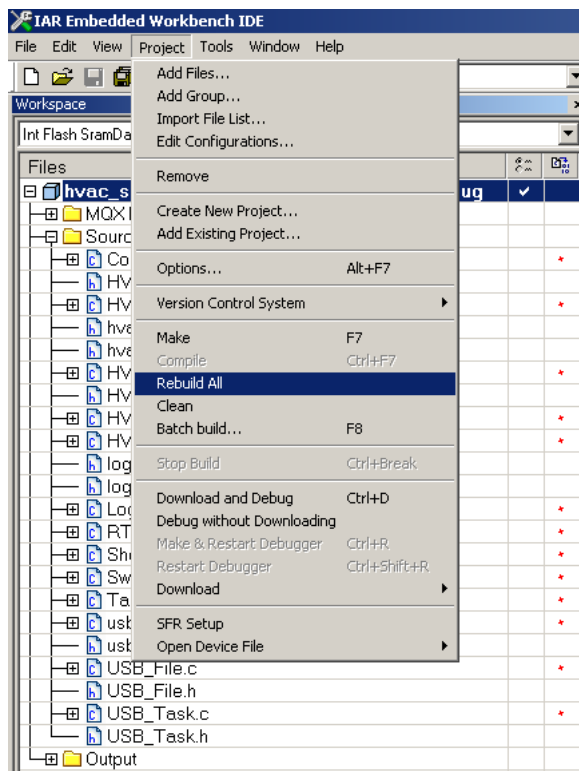 IAR Embedded Workbench IDE
File Edit View Project Tools Window Help
Workspace
Int Flash SramDa
Files
hvac_s
ug
MQX
Sourc
Co
HV
HV
hva
hva
HV
HV
HV
HV
log
log
Log
RT
She
Sw
Ta
usb
usb
USB_File.c
USB_File.h
USB_Task.c
USB_Task.h
Output
Add Files...
Add Group...
Import File List...
Edit Configurations...
Remove
Create New Project...
Add Existing Project...
Options... Alt+F7
Version Control System
Make F7
Compile Ctrl+F7
Rebuild All
Clean
Batch build... F8
Stop Build Ctrl+Break
Download and Debug Ctrl+D
Debug without Downloading
Make & Restart Debugger Ctrl+R
Restart Debugger Ctrl+Shift+R
Download
SFR Setup
Open Device File